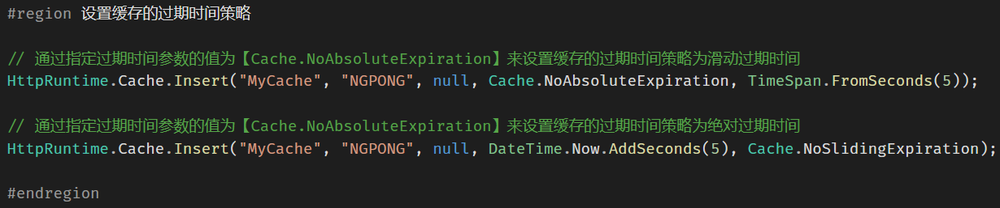 #region 设置缓存的过期时间策略
// 通过指定过期时间参数的值为【Cache.NoAbsoluteExpiration】来设置缓存的过期时间策略为滑动过期时间
HttpRuntime.Cache.Insert("MyCache", "NGPONG", null, Cache.NoAbsoluteExpiration, TimeSpan.FromSeconds(5));
// 通过指定过期时间参数的值为【Cache.NoAbsoluteExpiration】来设置缓存的过期时间策略为绝对过期时间
HttpRuntime.Cache.Insert("MyCache", "NGPONG", null, DateTime.Now.AddSeconds(5), Cache.NoSlidingExpiration);
#endregion